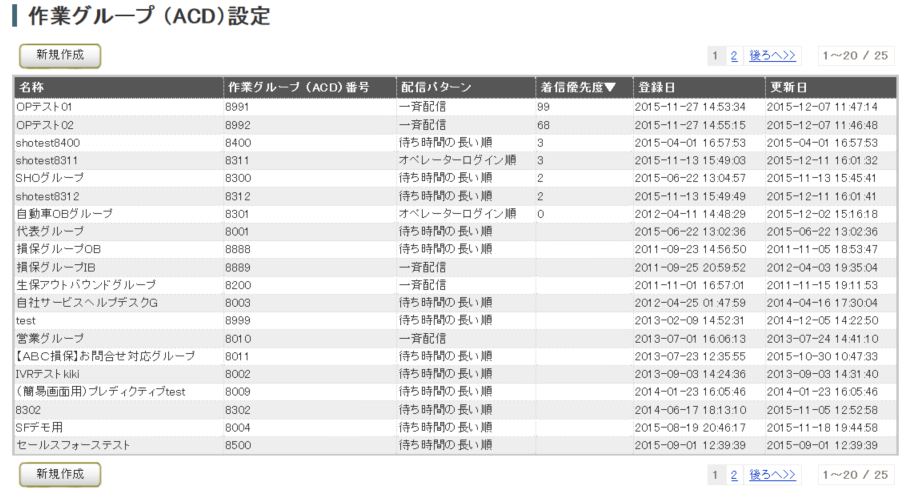 作業グループ（ACD）設定
新規作成 1 2 後ろへ>> 1～20 / 25
名称 作業グループ（ACD）番号 配信パターン 着信優先度▼ 登録日 更新日
OPテスト01 8991 一斉配信 99 2015-11-27 14:53:34 2015-12-07 11:47:14
OPテスト02 8992 一斉配信 68 2015-11-27 14:55:15 2015-12-07 11:46:48
shotest8400 8400 待ち時間の長い順 3 2015-04-01 16:57:53 2015-04-01 16:57:53
shotest8311 8311 オペレーターログイン順 3 2015-11-13 15:49:03 2015-12-11 16:01:32
SHOグループ 8300 待ち時間の長い順 2 2015-06-22 13:04:57 2015-11-13 15:45:41
shotest8312 8312 待ち時間の長い順 2 2015-11-13 15:49:49 2015-12-11 16:01:41
自動車OBグループ 8301 オペレーターログイン順 0 2012-04-11 14:48:29 2015-12-02 15:16:18
代表グループ 8001 待ち時間の長い順 2015-06-22 13:02:36 2015-06-22 13:02:36
損保グループOB 8888 待ち時間の長い順 2011-09-23 14:56:50 2011-11-05 18:53:47
損保グループIB 8889 一斉配信 2011-09-25 20:59:52 2012-04-03 19:35:04
生保アウトバウンドグループ 8200 一斉配信 2011-11-01 16:57:01 2011-11-15 19:11:53
自社サービスヘルプデスクG 8003 待ち時間の長い順 2012-04-25 01:47:59 2014-04-16 17:30:04
test 8999 待ち時間の長い順 2013-02-09 14:52:31 2014-12-05 14:22:50
営業グループ 8010 一斉配信 2013-07-01 16:06:13 2013-07-24 14:41:10
【ABC損保】お問合せ対応グループ 8011 待ち時間の長い順 2013-07-23 12:35:55 2015-10-30 10:47:33
IVRテストkiki 8002 待ち時間の長い順 2013-09-03 14:24:36 2013-09-03 14:31:40
（簡易画面用）プレディクティブtest 8009 待ち時間の長い順 2014-01-23 16:05:46 2014-01-23 16:05:46
8302 8302 待ち時間の長い順 2014-06-17 18:13:10 2015-11-05 12:52:58
SFデモ用 8004 待ち時間の長い順 2015-08-19 20:46:17 2015-11-18 19:44:58
セールスフォーステスト 8500 待ち時間の長い順 2015-09-01 12:39:39 2015-09-01 12:39:39
新規作成 1 2 後ろへ>> 1～20 / 25